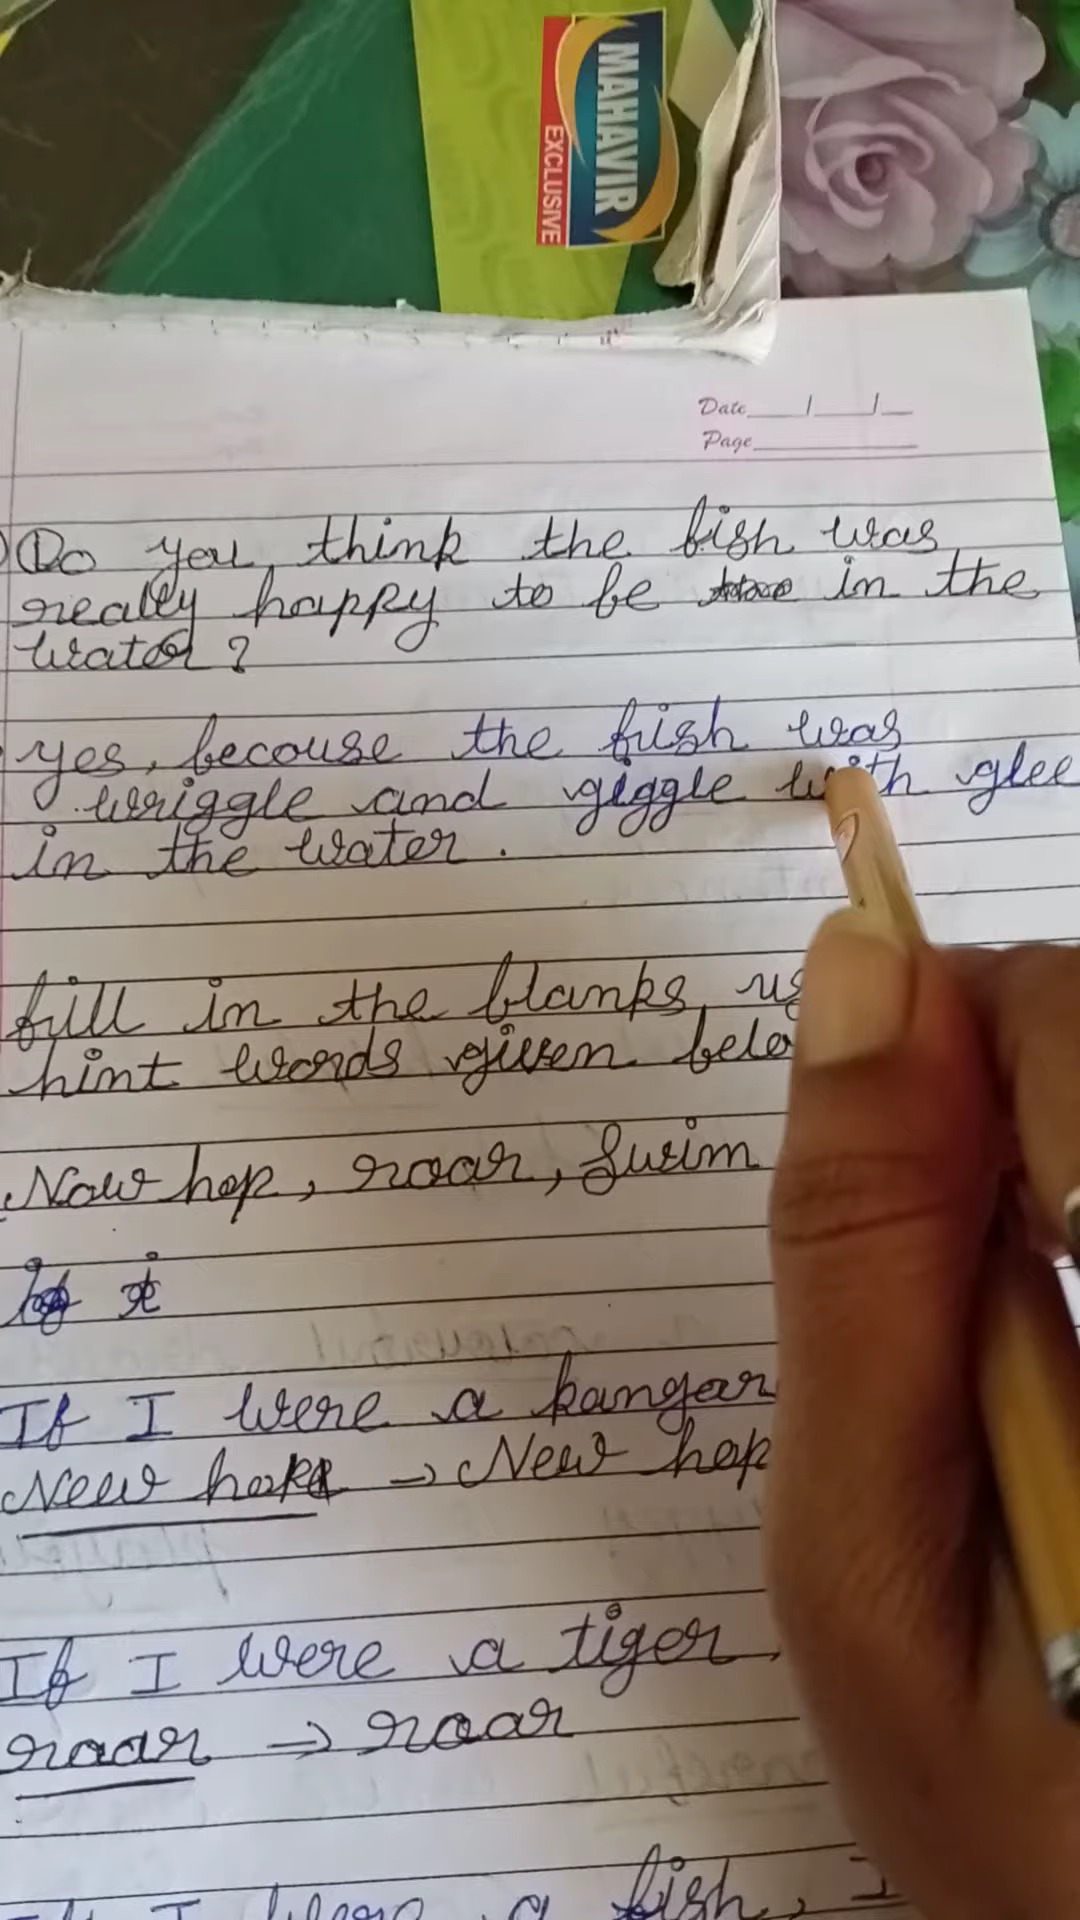 MAHAVIR
EXCLUSIVE
Date
Page
Do you think the fish was
really happy to be in the
water?
yes, becouse the fish was
wriggle and giggle with glee
in the water.
fill in the blanks
hint words given
Now hop, roar, Swim
If I were a
New → New hop
If I were a tiger
roar → roar
fish, I